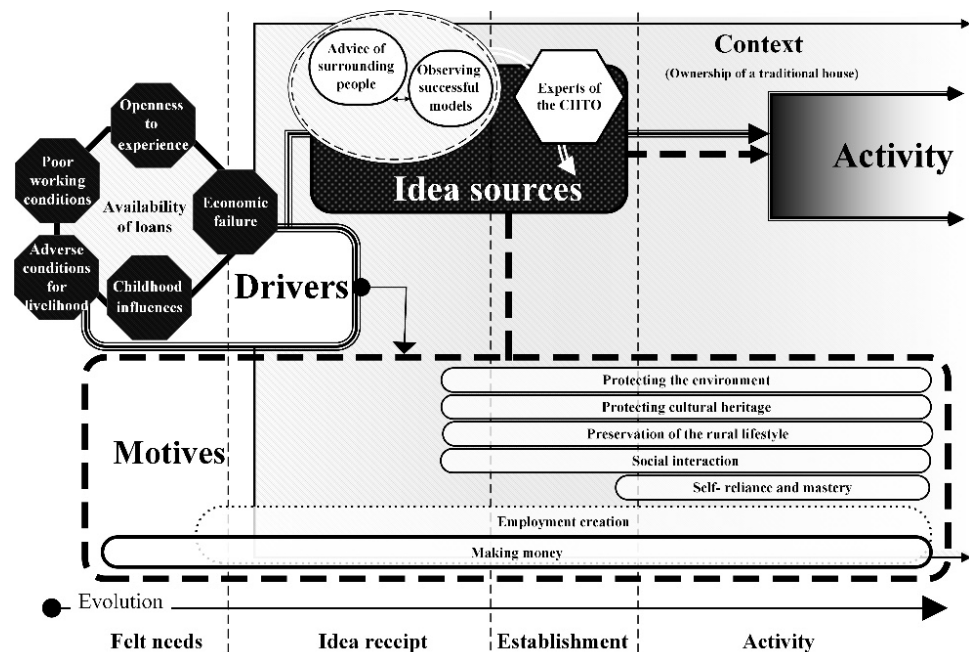 Advice of
surrounding
people
Observing
successful
models
Experts of
the CHTO
Context
(Ownership of a traditional house)
Openness to
experience
Poor
working
conditions
Availability
of loans
Economic
failure
Adverse
conditions
for
livelihood
Childhood
influences
Idea sources
Activity
Drivers
Motives
Protecting the environment
Protecting cultural heritage
Preservation of the rural lifestyle
Social interaction
Self- reliance and mastery
Employment creation
Making money
Evolution
Felt needs
Idea receipt
Establishment
Activity